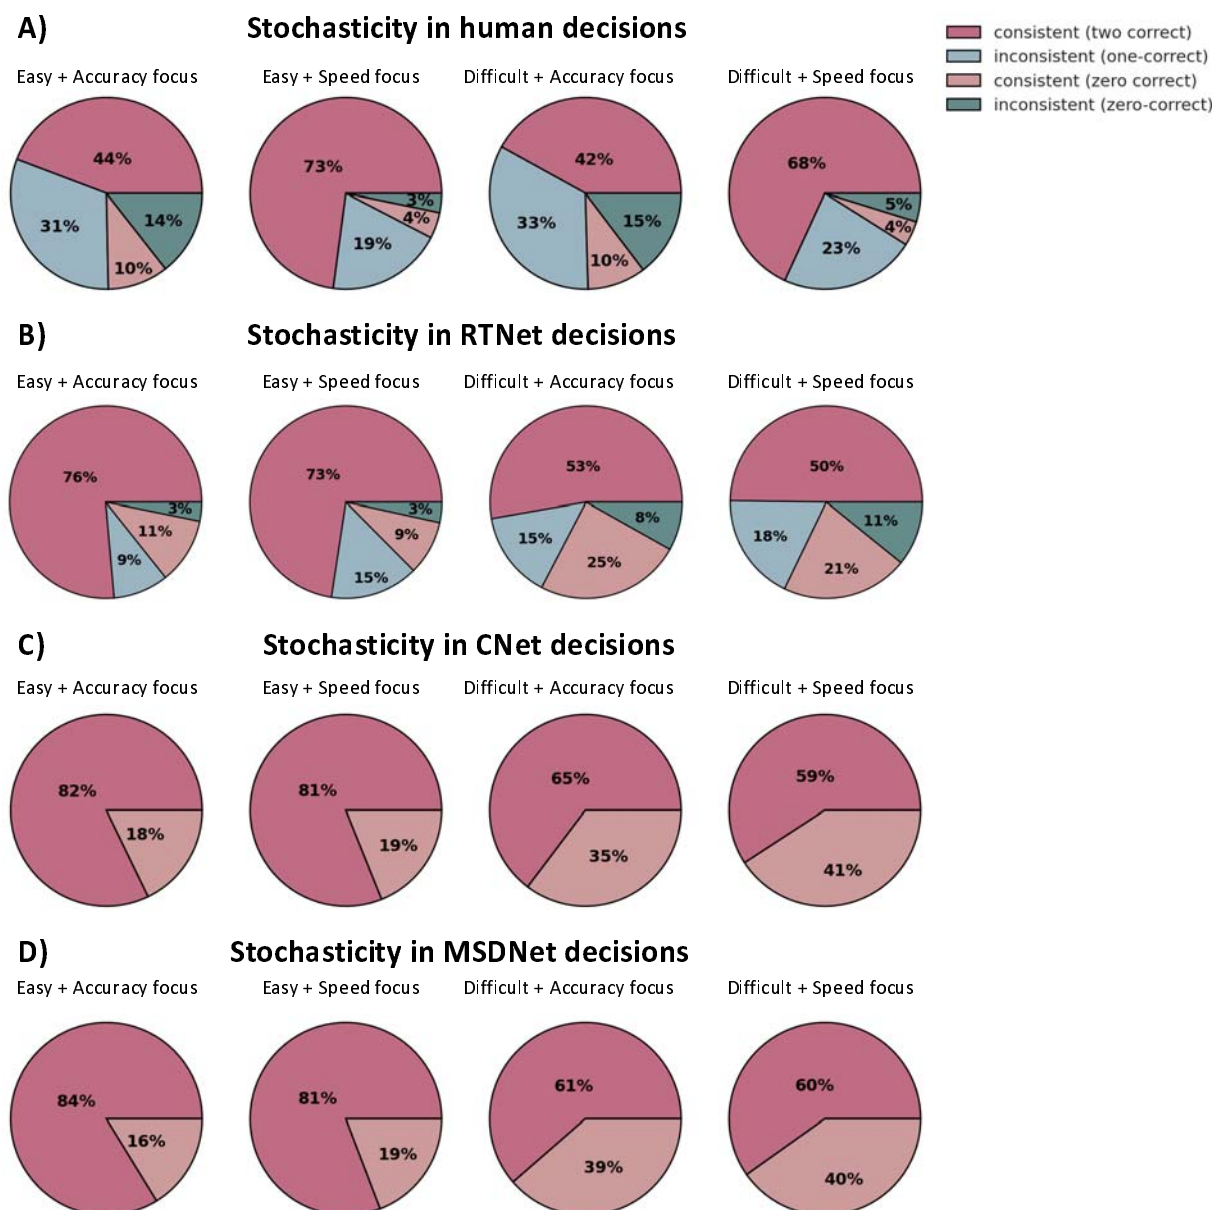 A)
Stochasticity in human decisions
consistent (two correct)
inconsistent (one-correct)
consistent (zero correct)
inconsistent (zero-correct)
Easy + Accuracy focus
Easy + Speed focus
Difficult + Accuracy focus
Difficult + Speed focus
44%
31%
10%
14%
73%
19%
4%
3%
42%
33%
10%
15%
68%
23%
4%
5%
B)
Stochasticity in RTNet decisions
Easy + Accuracy focus
Easy + Speed focus
Difficult + Accuracy focus
Difficult + Speed focus
76%
9%
11%
3%
73%
15%
9%
3%
53%
15%
25%
8%
50%
18%
21%
11%
C)
Stochasticity in CNet decisions
Easy + Accuracy focus
Easy + Speed focus
Difficult + Accuracy focus
Difficult + Speed focus
82%
18%
81%
19%
65%
35%
59%
41%
D)
Stochasticity in MSDNet decisions
Easy + Accuracy focus
Easy + Speed focus
Difficult + Accuracy focus
Difficult + Speed focus
84%
16%
81%
19%
61%
39%
60%
40%